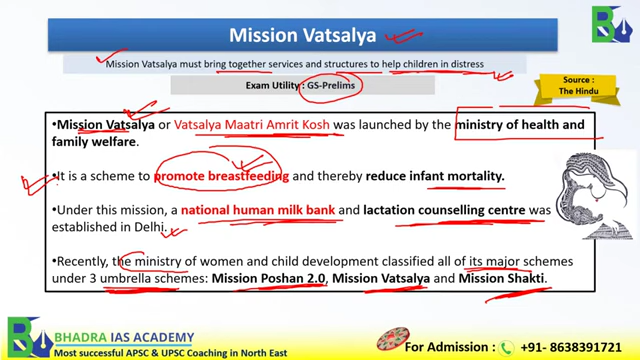 Mission Vatsalya
Mission Vatsalya must bring together services and structures to help children in distress
Exam Utility : GS-Prelims
Source :
The Hindu
•Mission Vatsalya or Vatsalya Maatri Amrit Kosh was launched by the ministry of health and
family welfare.
•It is a scheme to promote breastfeeding and thereby reduce infant mortality.
•Under this mission, a national human milk bank and lactation counselling centre was
established in Delhi.
•Recently, the ministry of women and child development classified all of its major schemes
under 3 umbrella schemes: Mission Poshan 2.0, Mission Vatsalya and Mission Shakti.
BHADRA IAS ACADEMY
Most successful APSC & UPSC Coaching in North East
For Admission : +91- 8638391721